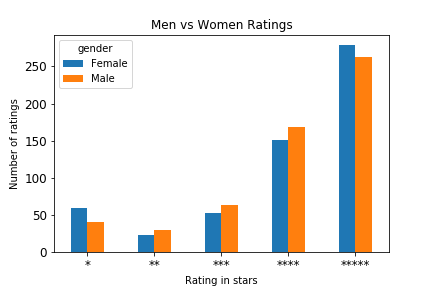 Men vs Women Ratings
gender
Female
Male
Number of ratings
250
200
150
100
50
0
* ** *** **** *****
Rating in stars